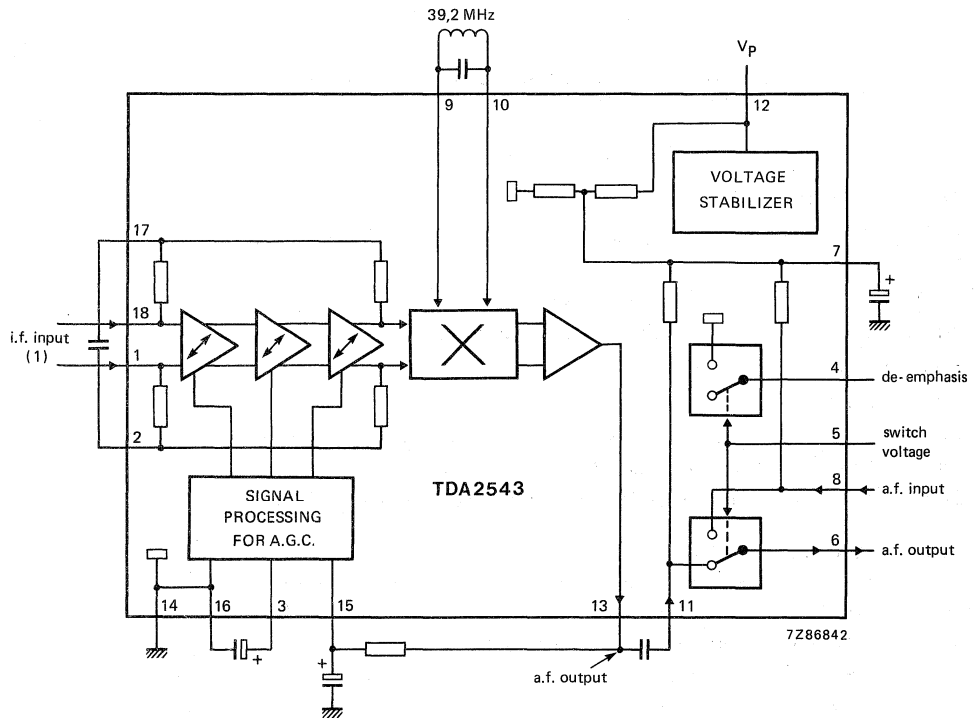 39,2 MHz
Vp
9
10
12
VOLTAGE
STABILIZER
17
7
+
18
i.f. input
(1)
1
4
de-emphasis
2
5
switch
voltage
TDA2543
8
a.f. input
SIGNAL
PROCESSING
FOR A.G.C.
6
a.f. output
14
16
3
15
13
11
7Z86842
+
+
a.f. output